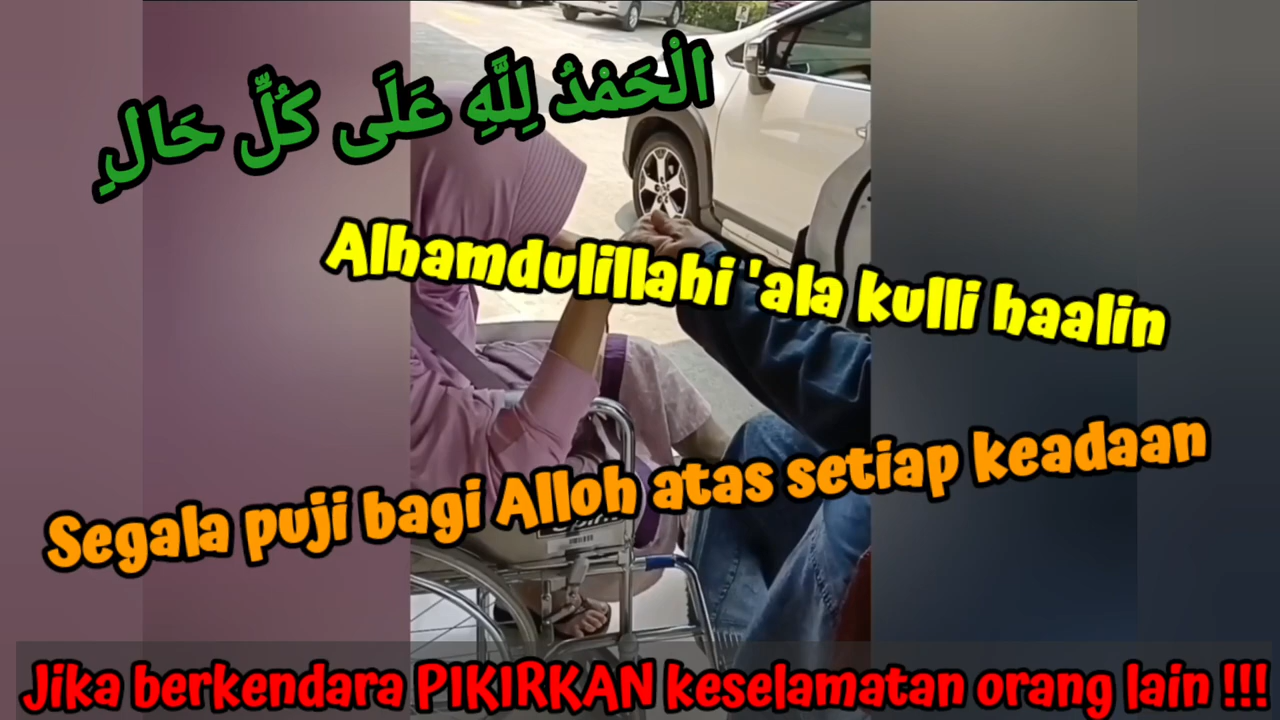 الْحَمْدُ لِلَّهِ عَلَى كُلِّ حَالٍ
Alhamdulillahi 'ala kulli haalin
Segala puji bagi Alloh atas setiap keadaan
Jika berkendara PIKIRKAN keselamatan orang lain !!!